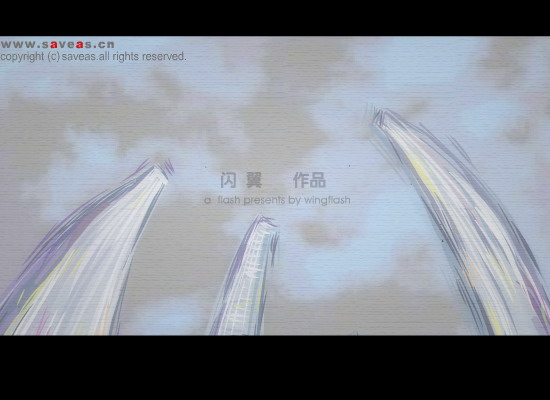 www.saveas.cn
copyright (c) saveas.all rights reserved.
闪翼 作品
a flash presents by wingflash